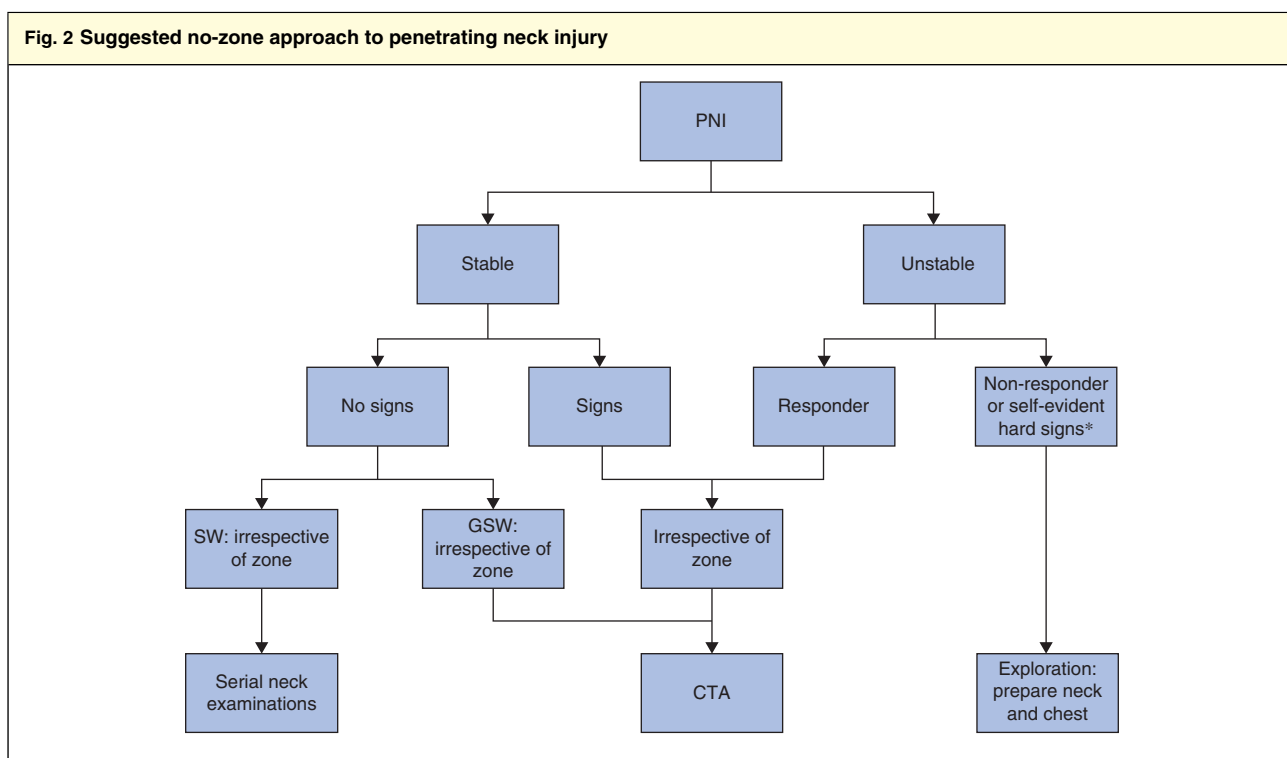 Fig. 2 Suggested no-zone approach to penetrating neck injury
PNI
Stable
Unstable
No signs
Signs
Responder
Non-responder
or self-evident
hard signs*
SW: irrespective
of zone
GSW:
irrespective of
zone
Irrespective of
zone
Serial neck
examinations
CTA
Exploration:
prepare neck
and chest